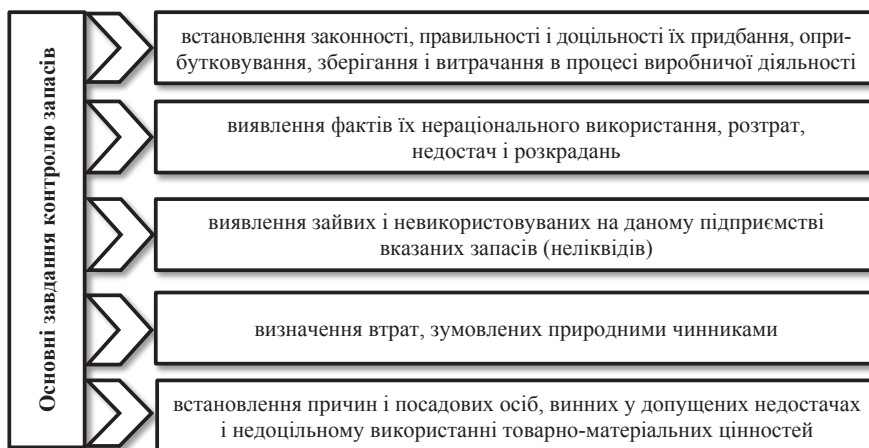 Основні завдання контролю запасів
встановлення законності, правильності і доцільності їх придбання, опри-
бутковування, зберігання і витрачання в процесі виробничої діяльності
виявлення фактів їх нераціонального використання, розтрат,
недостач і розкрадань
виявлення зайвих і невикористовуваних на даному підприємстві
вказаних запасів (неліквідів)
визначення втрат, зумовлених природними чинниками
встановлення причин і посадових осіб, винних у допущених недостачах
і недоцільному використанні товарно-матеріальних цінностей